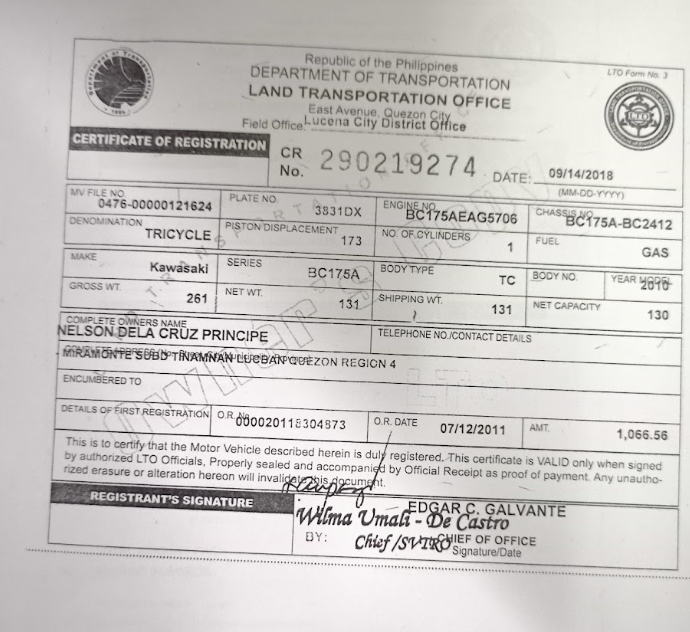 Republic of the Philippines
DEPARTMENT OF TRANSPORTATION
LTO Form No. 3
LAND TRANSPORTATION OFFICE
East Avenue, Quezon City
Field Office Lucena City District Office
CERTIFICATE OF REGISTRATION
CR No. 290219274 DATE: 09/14/2018
(MM-DD-YYYY)
MV FILE NO. PLATE NO. ENGINE NO. CHASSIS NO.
0476-00000121624 3831DX BC175AEAG5706 BC175A-BC2412
DENOMINATION PISTON DISPLACEMENT NO. OF CYLINDERS FUEL
TRICYCLE 173 1 GAS
MAKE SERIES BODY TYPE BODY NO. YEAR MODEL
Kawasaki BC175A TC 2010
GROSS WT. NET WT. SHIPPING WT. NET CAPACITY
261 131 131 130
COMPLETE OWNERS NAME TELEPHONE NO./CONTACT DETAILS
NELSON DELA CRUZ PRINCIPE
COMPLETE ADDRESS
MIRAMONTE SUBD TINAMNAN LUCBAN QUEZON REGION 4
ENCUMBERED TO
DETAILS OF FIRST REGISTRATION O.R. No. O.R. DATE 07/12/2011 AMT. 1,066.56
This is to certify that the Motor Vehicle described herein is duly registered. This certificate is VALID only when signed
by authorized LTO Officials, Properly sealed and accompanied by Official Receipt as proof of payment. Any unautho-
rized erasure or alteration hereon will invalidate this document.
REGISTRANT'S SIGNATURE
EDGAR C. GALVANTE
Wilma Umali - De Castro
BY: CHIEF OF OFFICE
Chief/SVTRO Signature/Date
Owner's Copy